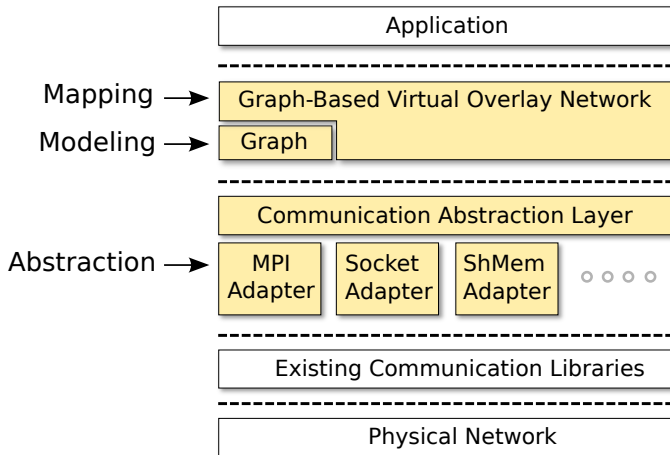 Application
Mapping
Graph-Based Virtual Overlay Network
Modeling
Graph
Communication Abstraction Layer
Abstraction
MPI
Adapter
Socket
Adapter
ShMem
Adapter
Existing Communication Libraries
Physical Network